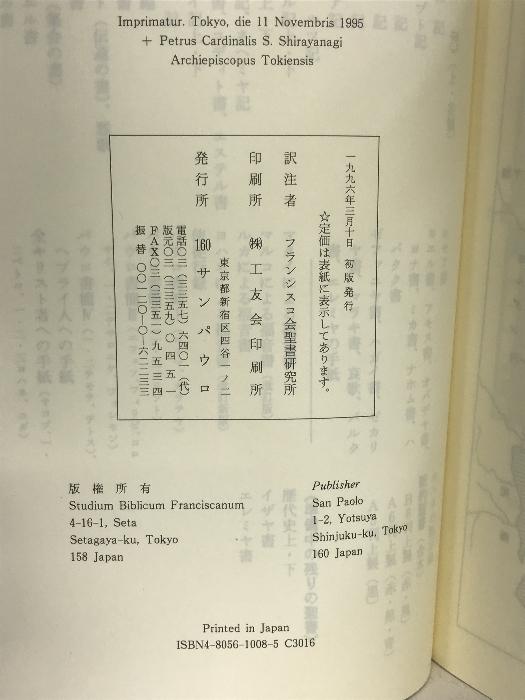 Imprimatur. Tokyo, die 11 Novembris 1995
+ Petrus Cardinalis S. Shirayanagi
Archiepiscopus Tokiensis
一九九六年三月十日 初版発行
☆定価は表紙に表示してあります。
訳注者 フランシスコ会聖書研究所
印刷所 ㈱工友会印刷所
東京都新宿区四谷一ノ二
発行所 160 サンパウロ
電話〇三(三三五七)六四〇一(代)
版元〇三(三三五九)〇四五一
FAX〇三(三三五一)九五三四
振替 〇〇一二〇-〇-六二二三三
版権所有
Studium Biblicum Franciscanum
4-16-1, Seta
Setagaya-ku, Tokyo
158 Japan
Publisher
San Paolo
1-2, Yotsuya
Shinjuku-ku, Tokyo
160 Japan
Printed in Japan
ISBN4-8056-1008-5 C3016